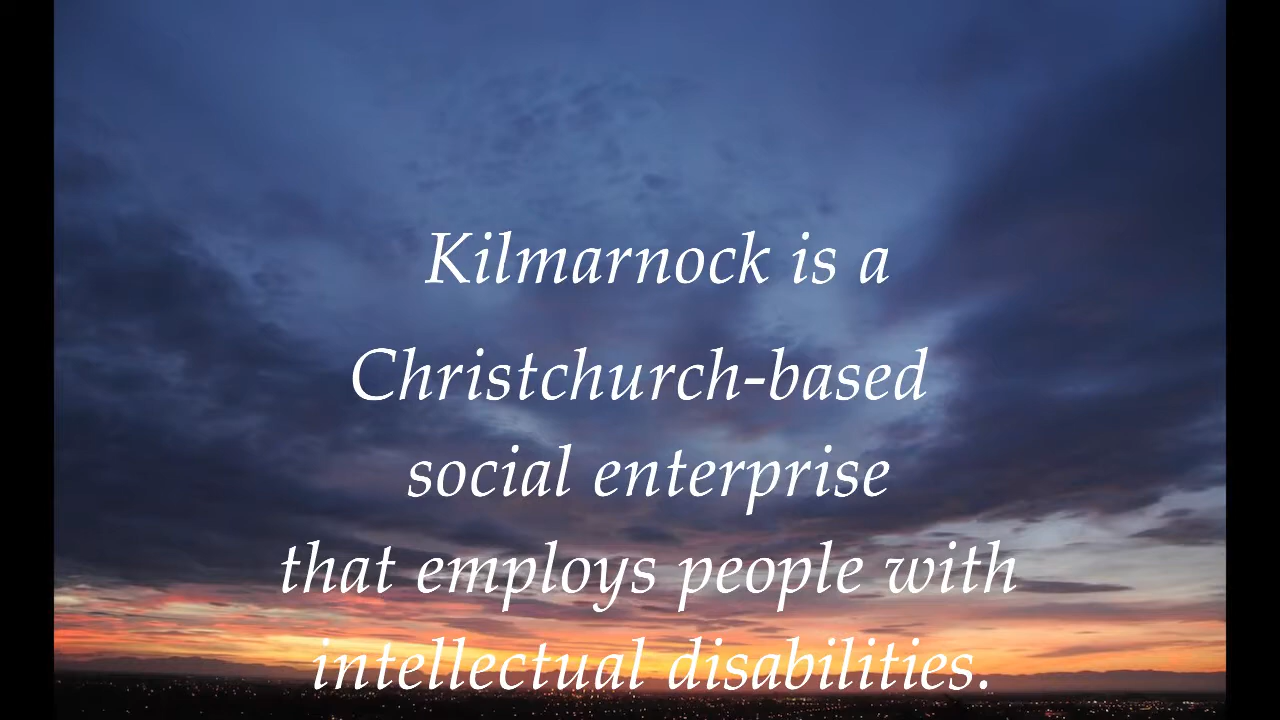 Kilmarnock is a
Christchurch-based
social enterprise
that employs people with
intellectual disabilities.